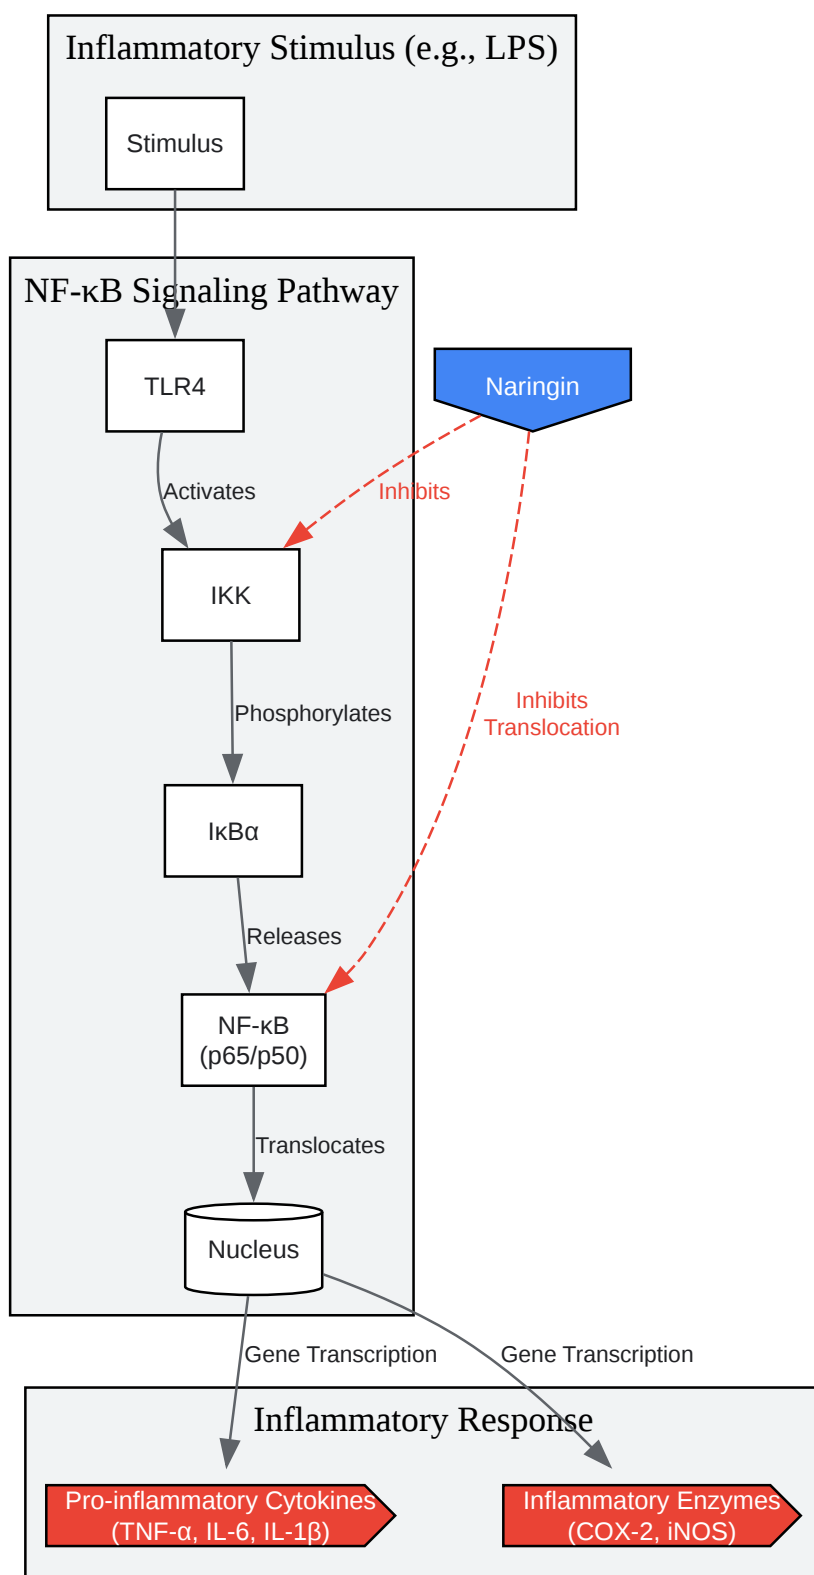 Inflammatory Stimulus (e.g., LPS)
Stimulus
NF-κB Signaling Pathway
TLR4
Naringin
Activates
Inhibits
IKK
Phosphorylates
Inhibits
Translocation
IκBα
Releases
NF-κB
(p65/p50)
Translocates
Nucleus
Gene Transcription
Gene Transcription
Inflammatory Response
Pro-inflammatory Cytokines
(TNF-α, IL-6, IL-1β)
Inflammatory Enzymes
(COX-2, iNOS)